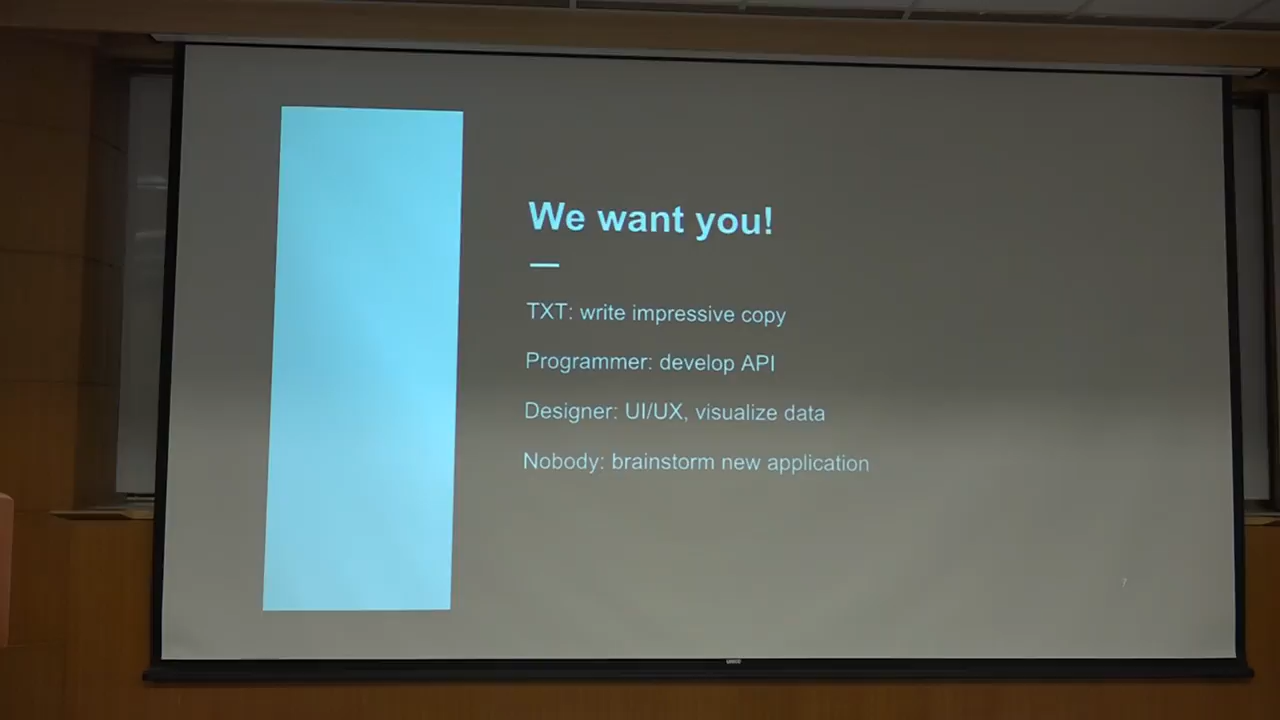 We want you!
TXT: write impressive copy
Programmer: develop API
Designer: UI/UX, visualize data
Nobody: brainstorm new application
7